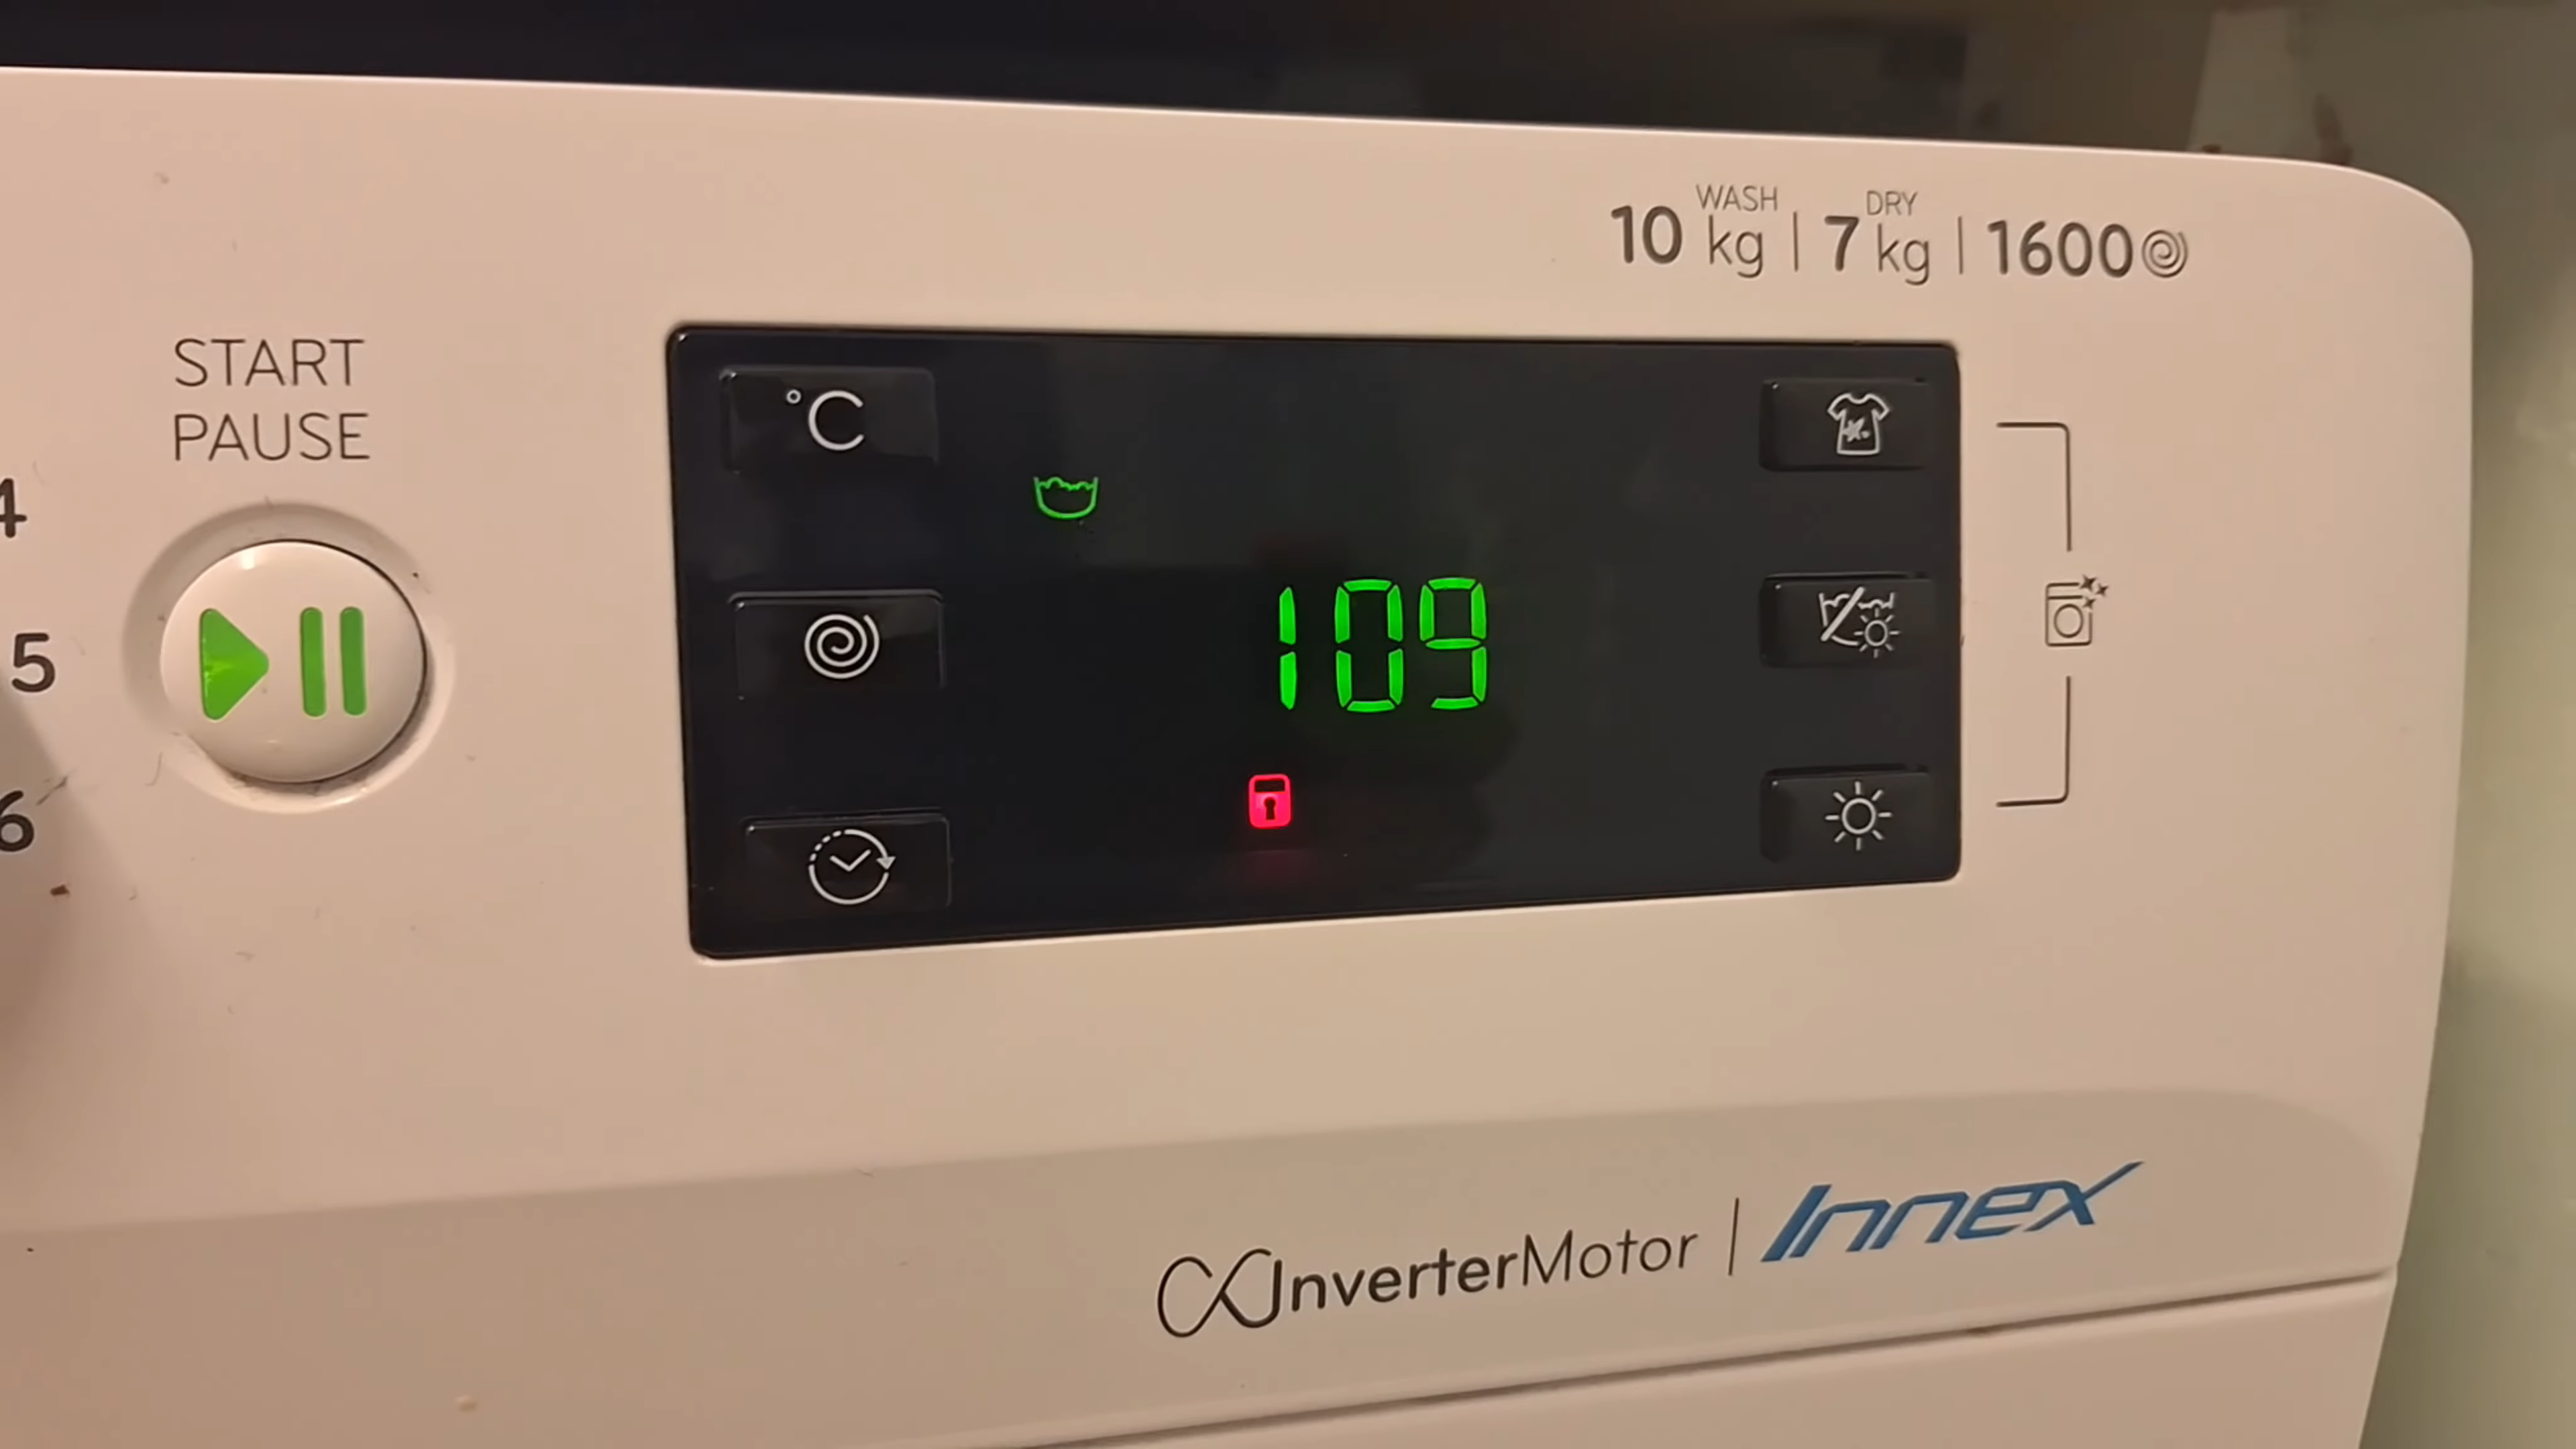 WASH DRY
10 kg | 7 kg | 1600
START
PAUSE
°C
4
5
6
109
InverterMotor | Innex